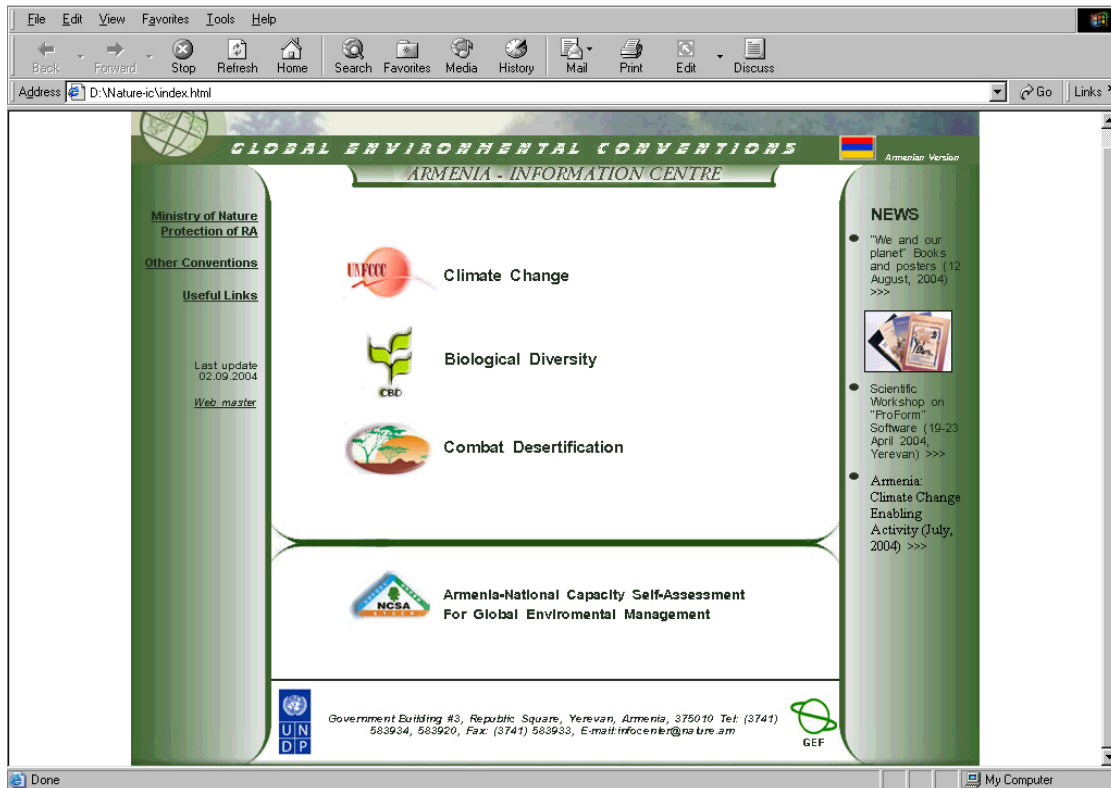 File Edit View Favorites Tools Help
Back Forward Stop Refresh Home Search Favorites Media History Mail Print Edit Discuss
Address D:\Nature-ic\index.html Go Links
GLOBAL ENVIRONMENTAL CONVENTIONS
Armenian Version
ARMENIA - INFORMATION CENTRE
Ministry of Nature
Protection of RA
Other Conventions
Useful Links
Last update
02.09.2004
Web master
UNFCCC
Climate Change
CBD
Biological Diversity
Combat Desertification
NCSA
Armenia-National Capacity Self-Assessment
For Global Enviromental Management
NEWS
"We and our
planet" Books
and posters (12
August, 2004)
>>>
Scientific
Workshop on
"ProForm"
Software (19-23
April 2004,
Yerevan) >>>
Armenia:
Climate Change
Enabling
Activity (July,
2004) >>>
U N
D P
Government Building #3, Republic Square, Yerevan, Armenia, 375010 Tel: (3741)
583934, 583920, Fax: (3741) 583933, E-mail:infocenter@nature.am
GEF
Done
My Computer